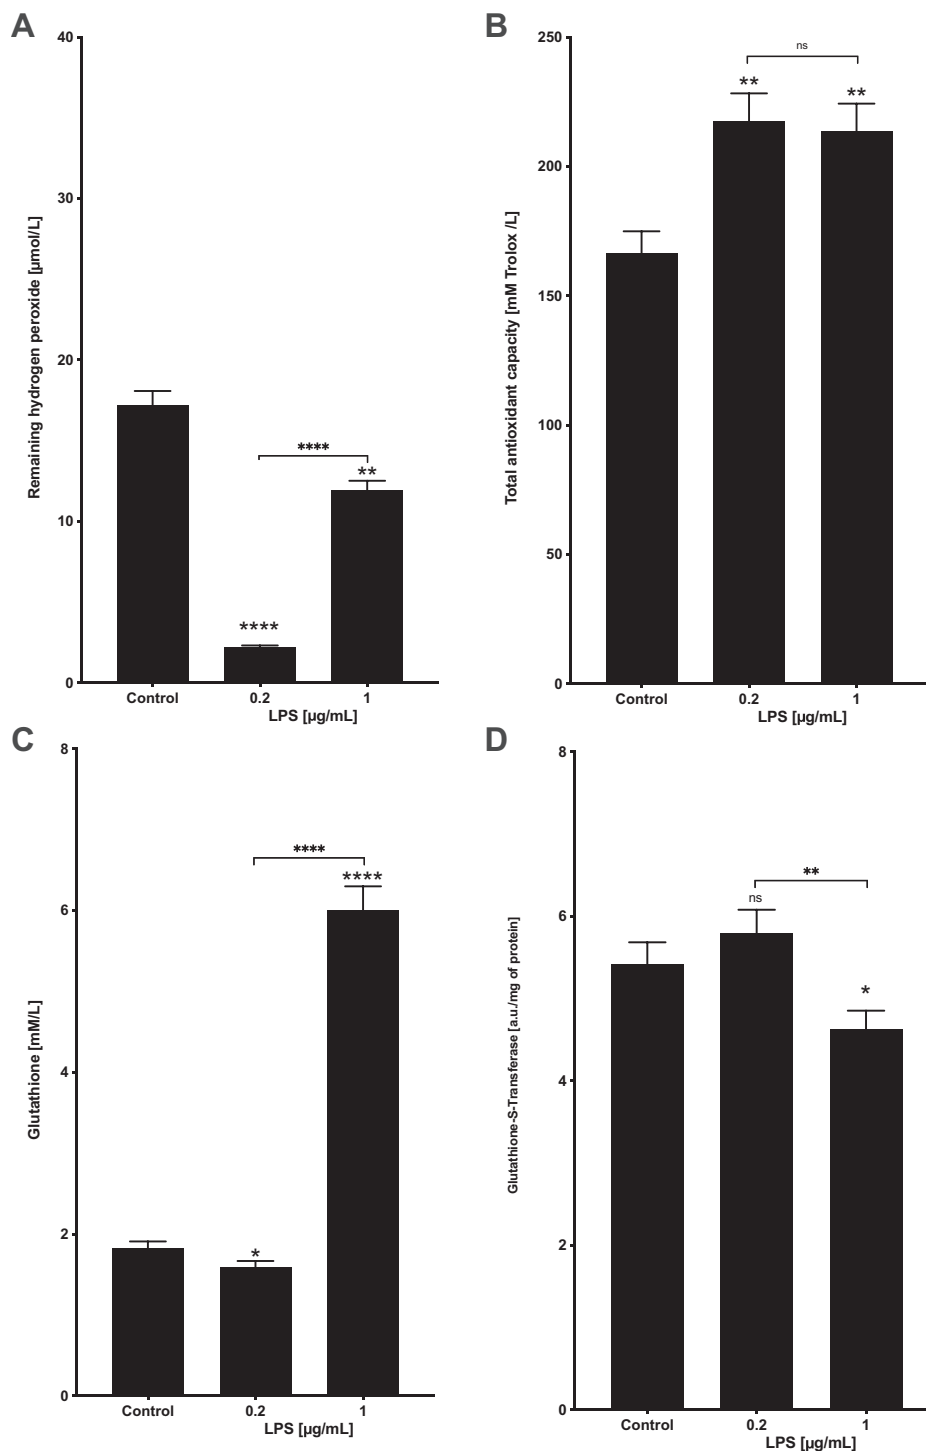 A
Remaining hydrogen peroxide [µmol/L]
40
30
20
10
0
****
****
**
Control
0.2
1
LPS [µg/mL]
B
Total antioxidant capacity [mM Trolox /L]
250
200
150
100
50
0
ns
**
**
Control
0.2
1
LPS [µg/mL]
C
Glutathione [mM/L]
8
6
4
2
0
****
****
*
Control
0.2
1
LPS [µg/mL]
D
Glutathione-S-Transferase [a.u./mg of protein]
8
6
4
2
0
**
ns
*
Control
0.2
1
LPS [µg/mL]